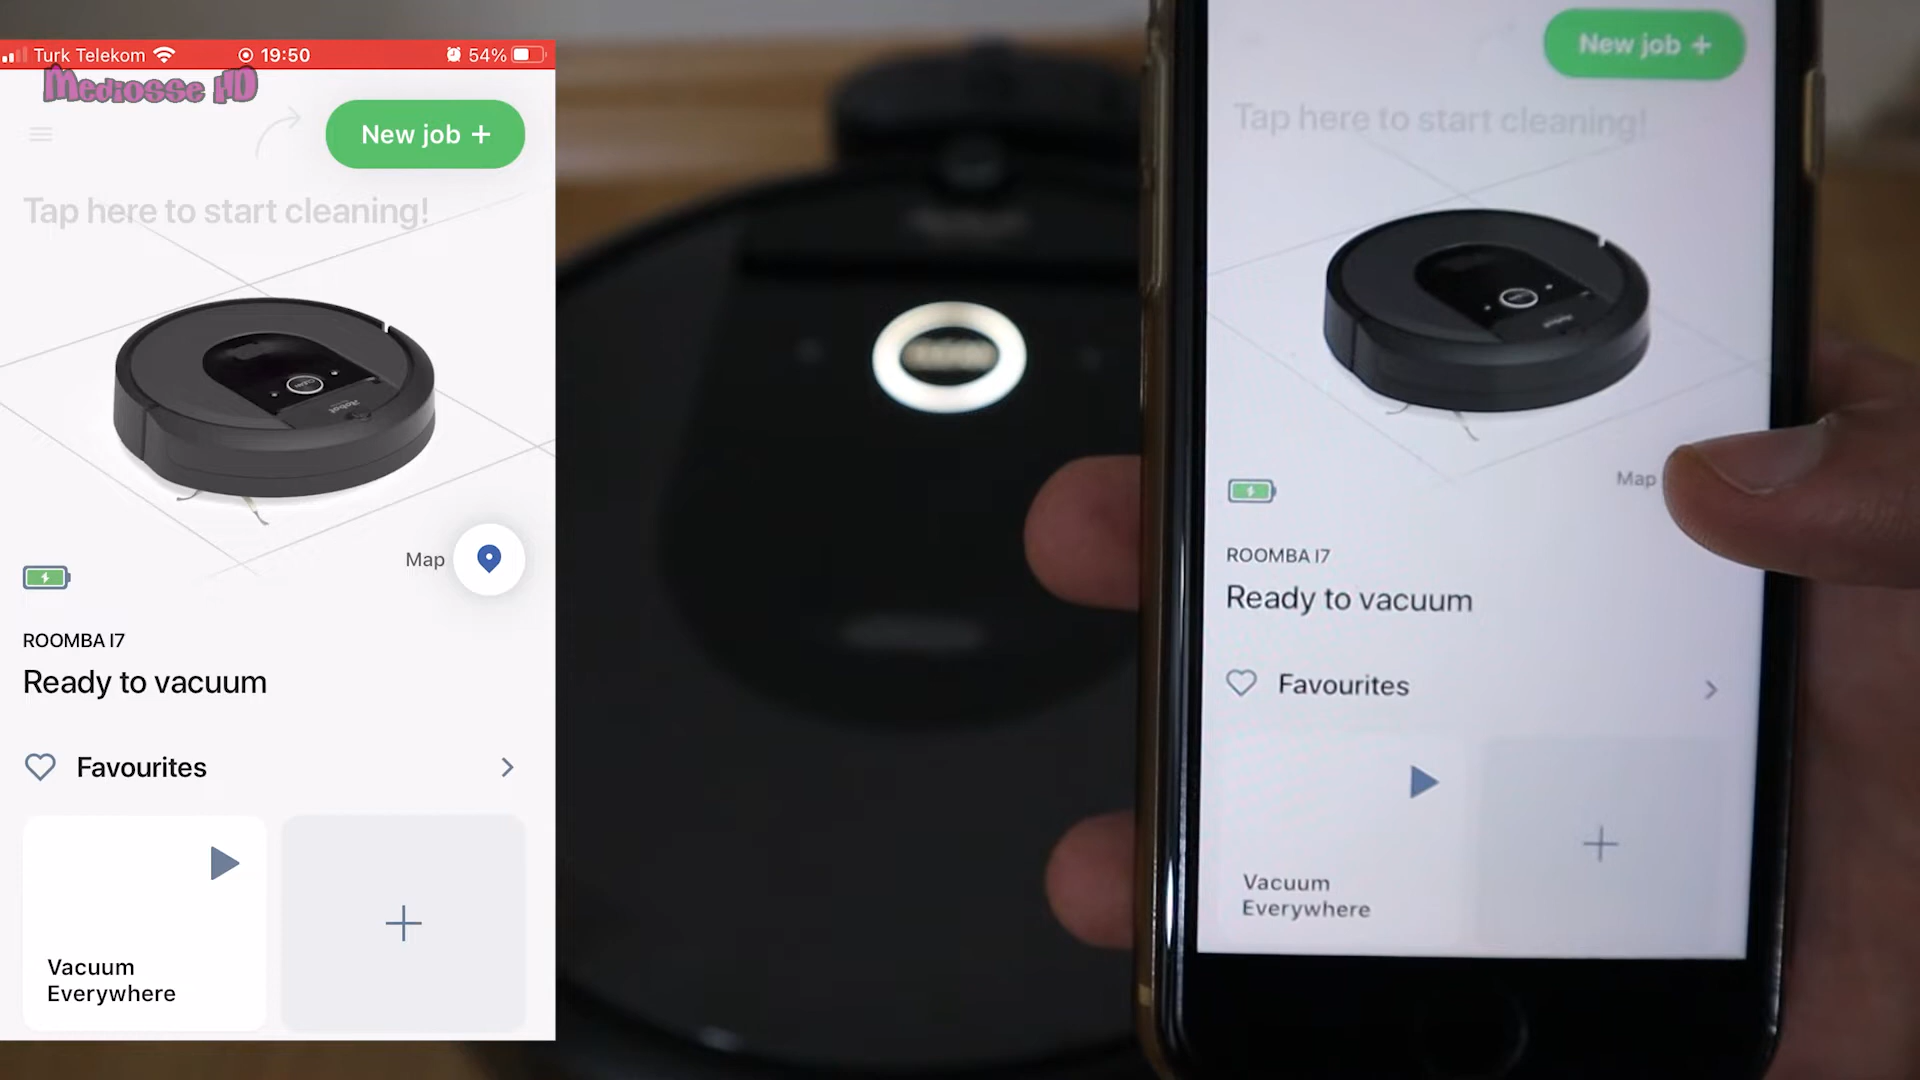 Turk Telekom 19:50 54%
Mediosse HD
New job +
Tap here to start cleaning!
Map
ROOMBA I7
Ready to vacuum
Favourites
Vacuum
Everywhere
New job +
Tap here to start cleaning!
Map
ROOMBA I7
Ready to vacuum
Favourites
Vacuum
Everywhere